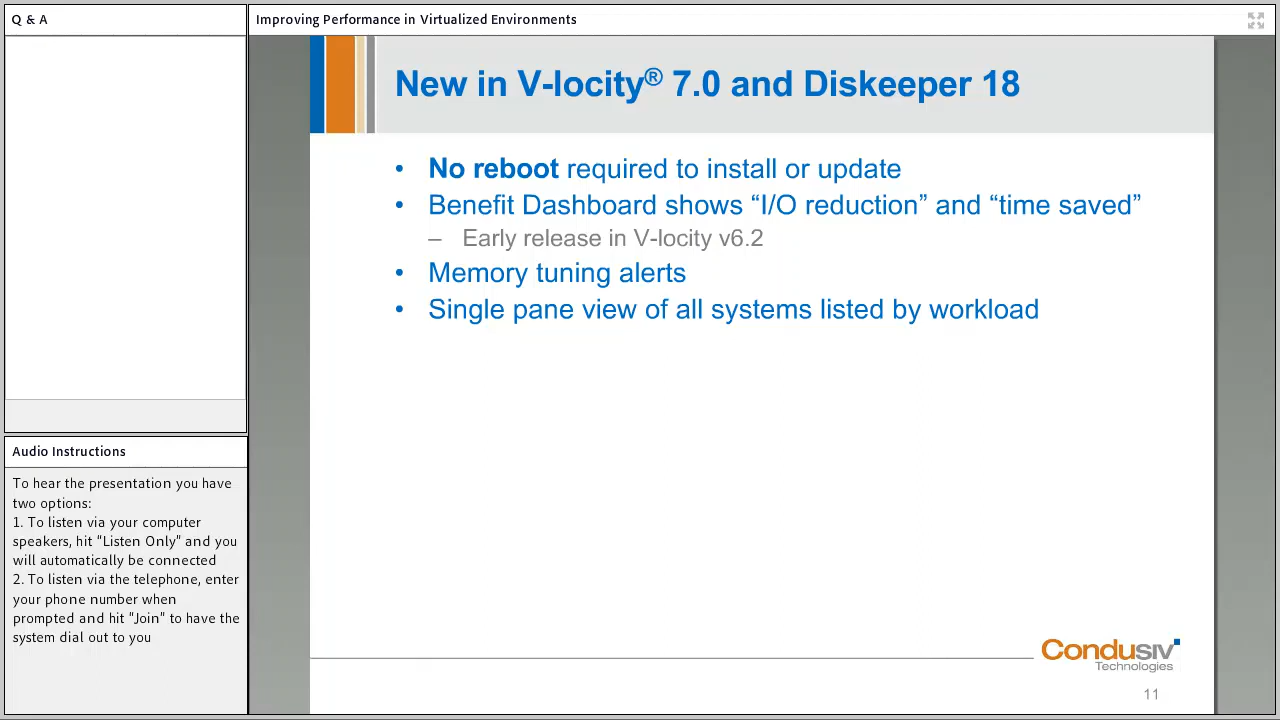 Q & A
Improving Performance in Virtualized Environments
New in V-locity® 7.0 and Diskeeper 18
• No reboot required to install or update
• Benefit Dashboard shows “I/O reduction” and “time saved”
– Early release in V-locity v6.2
• Memory tuning alerts
• Single pane view of all systems listed by workload
Audio Instructions
To hear the presentation you have
two options:
1. To listen via your computer
speakers, hit "Listen Only" and you
will automatically be connected
2. To listen via the telephone, enter
your phone number when
prompted and hit "Join" to have the
system dial out to you
Condusiv
Technologies
11